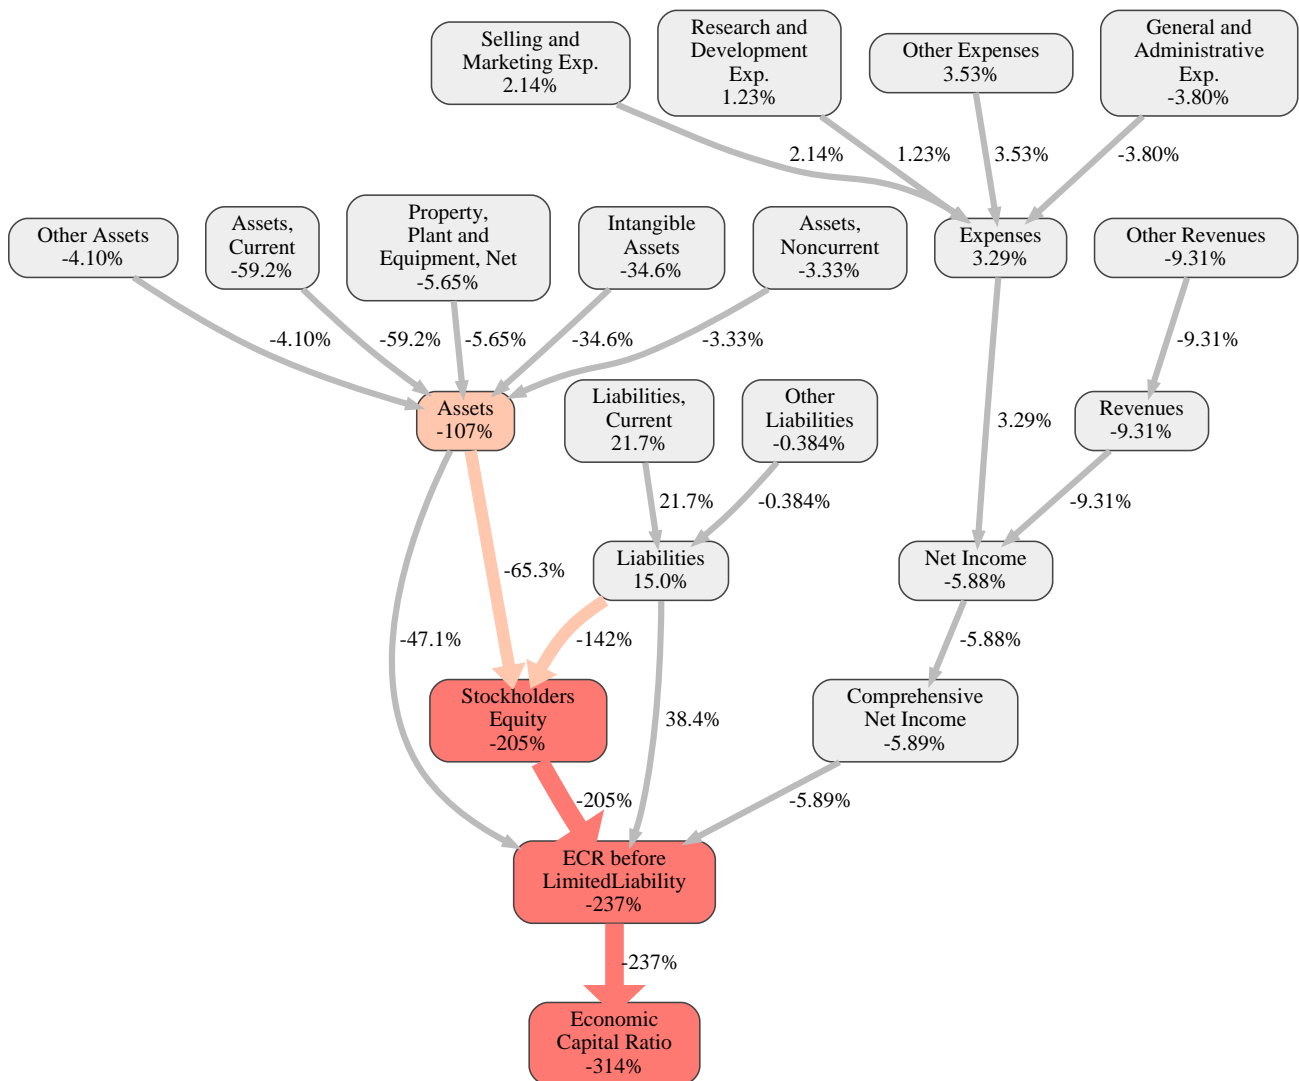 Selling and
Marketing Exp.
2.14%
Research and
Development
Exp.
1.23%
Other Expenses
3.53%
General and
Administrative
Exp.
-3.80%
2.14%
1.23%
3.53%
-3.80%
Other Assets
-4.10%
Assets,
Current
-59.2%
Property,
Plant and
Equipment, Net
-5.65%
Intangible
Assets
-34.6%
Assets,
Noncurrent
-3.33%
Expenses
3.29%
Other Revenues
-9.31%
-4.10%
-59.2%
-5.65%
-34.6%
-3.33%
-9.31%
Assets
-107%
Liabilities,
Current
21.7%
Other
Liabilities
-0.384%
3.29%
Revenues
-9.31%
21.7%
-0.384%
-9.31%
-65.3%
Liabilities
15.0%
Net Income
-5.88%
-47.1%
-142%
-5.88%
Stockholders
Equity
-205%
38.4%
Comprehensive
Net Income
-5.89%
-205%
-5.89%
ECR before
LimitedLiability
-237%
-237%
Economic
Capital Ratio
-314%